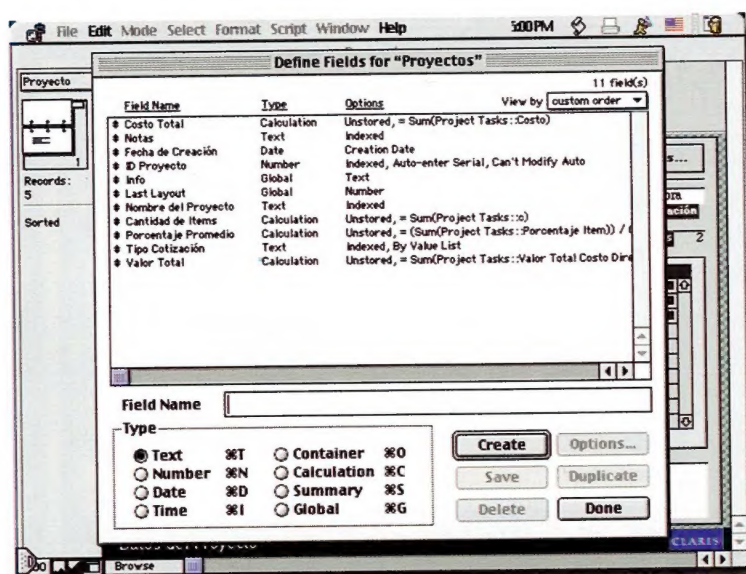 File Edit Mode Select Format Script Window Help 5:00 PM
Define Fields for "Proyectos"
Proyecto
11 field(s)
Field Name Type Options View by custom order
Costo Total Calculation Unstored, = Sum(Project Tasks::Costo)
Notas Text Indexed
Fecha de Creación Date Creation Date
ID Proyecto Number Indexed, Auto-enter Serial, Can't Modify Auto
Info Global Text
Last Layout Global Number
Nombre del Proyecto Text Indexed
Cantidad de Items Calculation Unstored, = Sum(Project Tasks::c)
Porcentaje Promedio Calculation Unstored, = Sum(Project Tasks::Porcentaje Item)) /
Tipo Cotización Text Indexed, By Value List
Valor Total Calculation Unstored, = Sum(Project Tasks::Valor Total Costo Dire
1
Records:
5
Sorted
2
Field Name
Type
Text ⌘T Container ⌘O
Number ⌘N Calculation ⌘C
Date ⌘D Summary ⌘S
Time ⌘I Global ⌘G
Create Options...
Save Duplicate
Delete Done
CLARIS
Browse